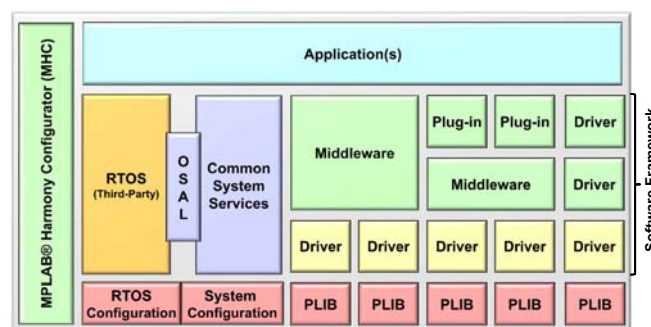 MPLAB® Harmony Configurator (MHC)
Application(s)
RTOS
(Third-Party)
OSAL
Common
System
Services
Middleware
Plug-in
Plug-in
Driver
Middleware
Driver
Driver
Driver
Driver
Driver
Driver
RTOS
Configuration
System
Configuration
PLIB
PLIB
PLIB
PLIB
PLIB
Software Framework